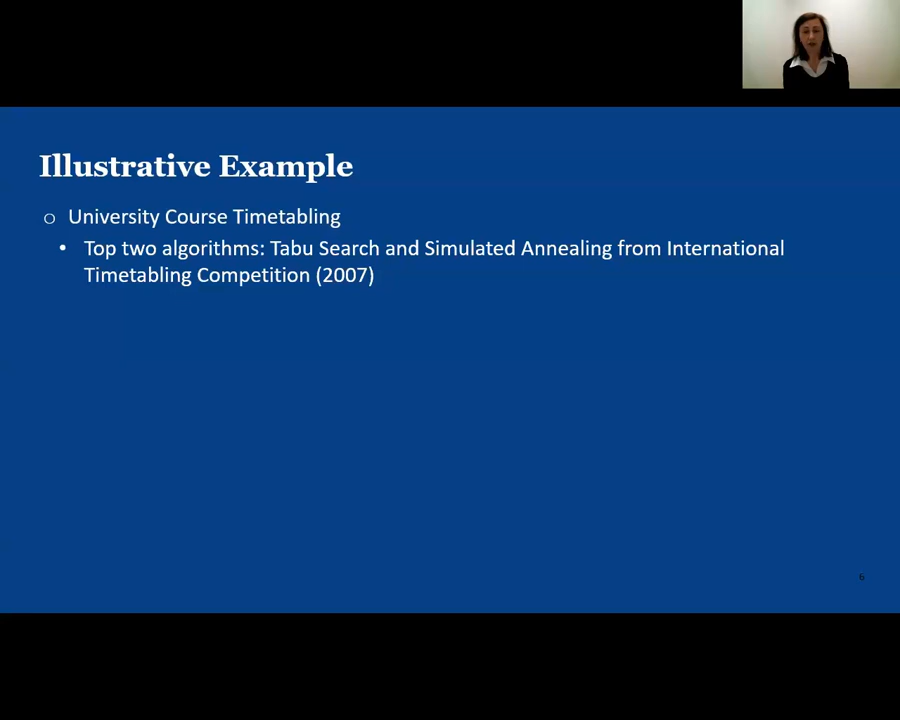 Illustrative Example
o University Course Timetabling
• Top two algorithms: Tabu Search and Simulated Annealing from International
Timetabling Competition (2007)
6